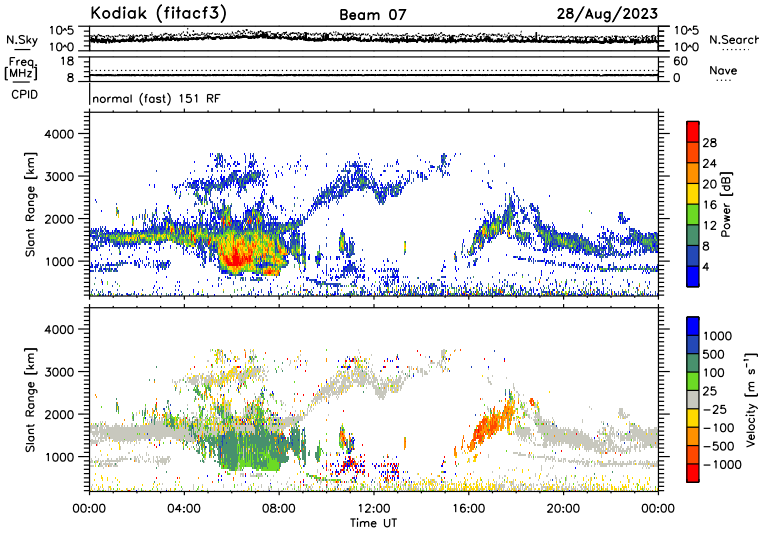 Kodiak (fitacf3) Beam 07 28/Aug/2023
N.Sky 10^5 10^5 N.Search
10^0 10^0
Freq. 18 60 Nave
[MHz] 8 0
CPID normal (fast) 151 RF
4000
3000
2000
1000
Slant Range [km]
28
24
20
16
12
8
4
Power [dB]
4000
3000
2000
1000
Slant Range [km]
1000
500
100
25
−25
−100
−500
−1000
Velocity [m s⁻¹]
00:00 04:00 08:00 12:00 16:00 20:00 00:00
Time UT